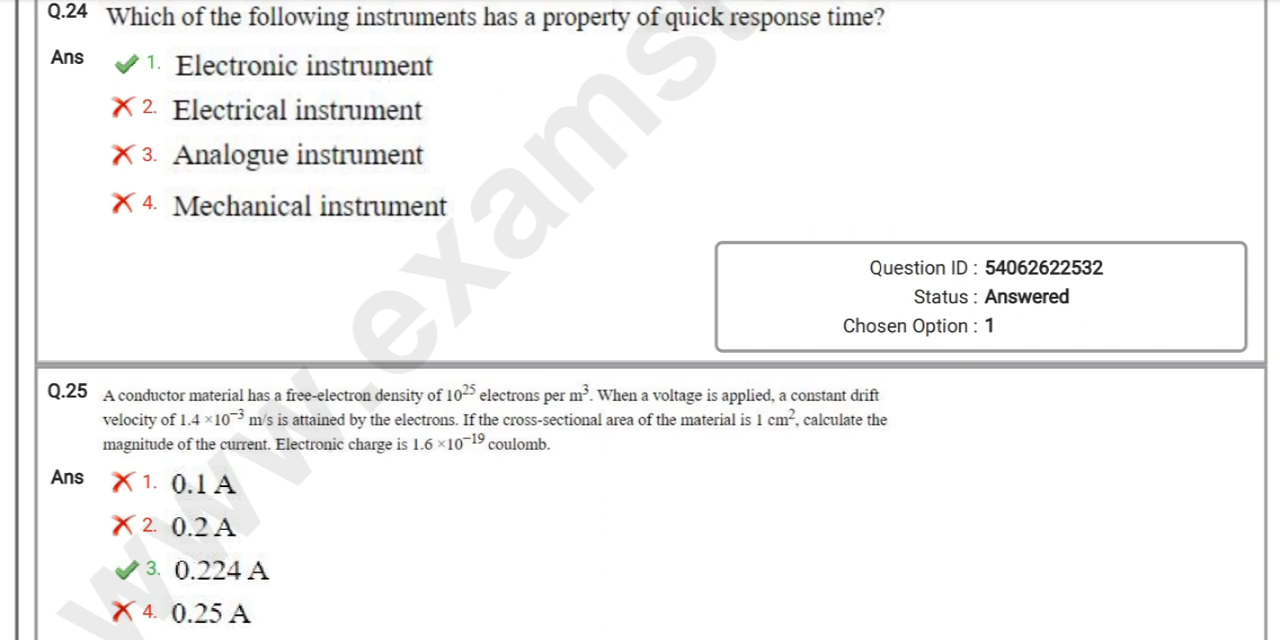 Q.24 Which of the following instruments has a property of quick response time?
Ans 1. Electronic instrument
2. Electrical instrument
3. Analogue instrument
4. Mechanical instrument
Question ID : 54062622532
Status : Answered
Chosen Option : 1
Q.25 A conductor material has a free-electron density of 10²⁵ electrons per m³. When a voltage is applied, a constant drift
velocity of 1.4 ×10⁻³ m/s is attained by the electrons. If the cross-sectional area of the material is 1 cm², calculate the
magnitude of the current. Electronic charge is 1.6 ×10⁻¹⁹ coulomb.
Ans 1. 0.1 A
2. 0.2 A
3. 0.224 A
4. 0.25 A
www.exams